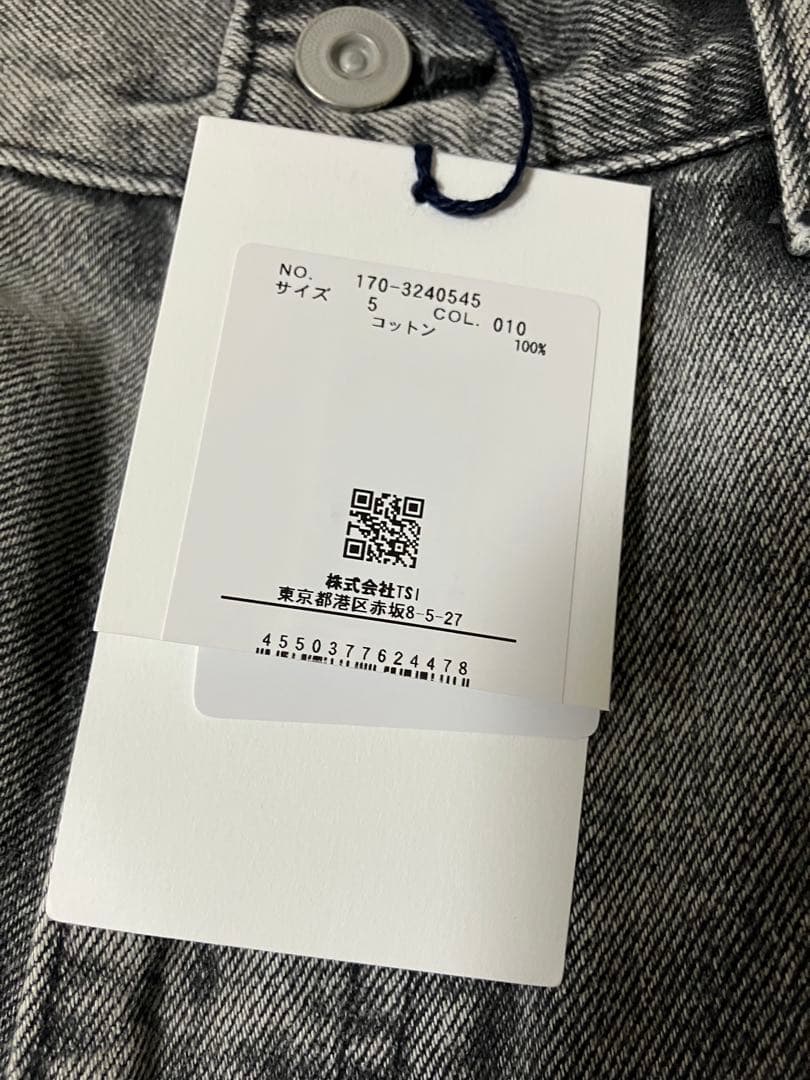 NO. 170-3240545
サイズ 5 COL. 010
コットン 100%
株式会社TSI
東京都港区赤坂8-5-27
4550377624478